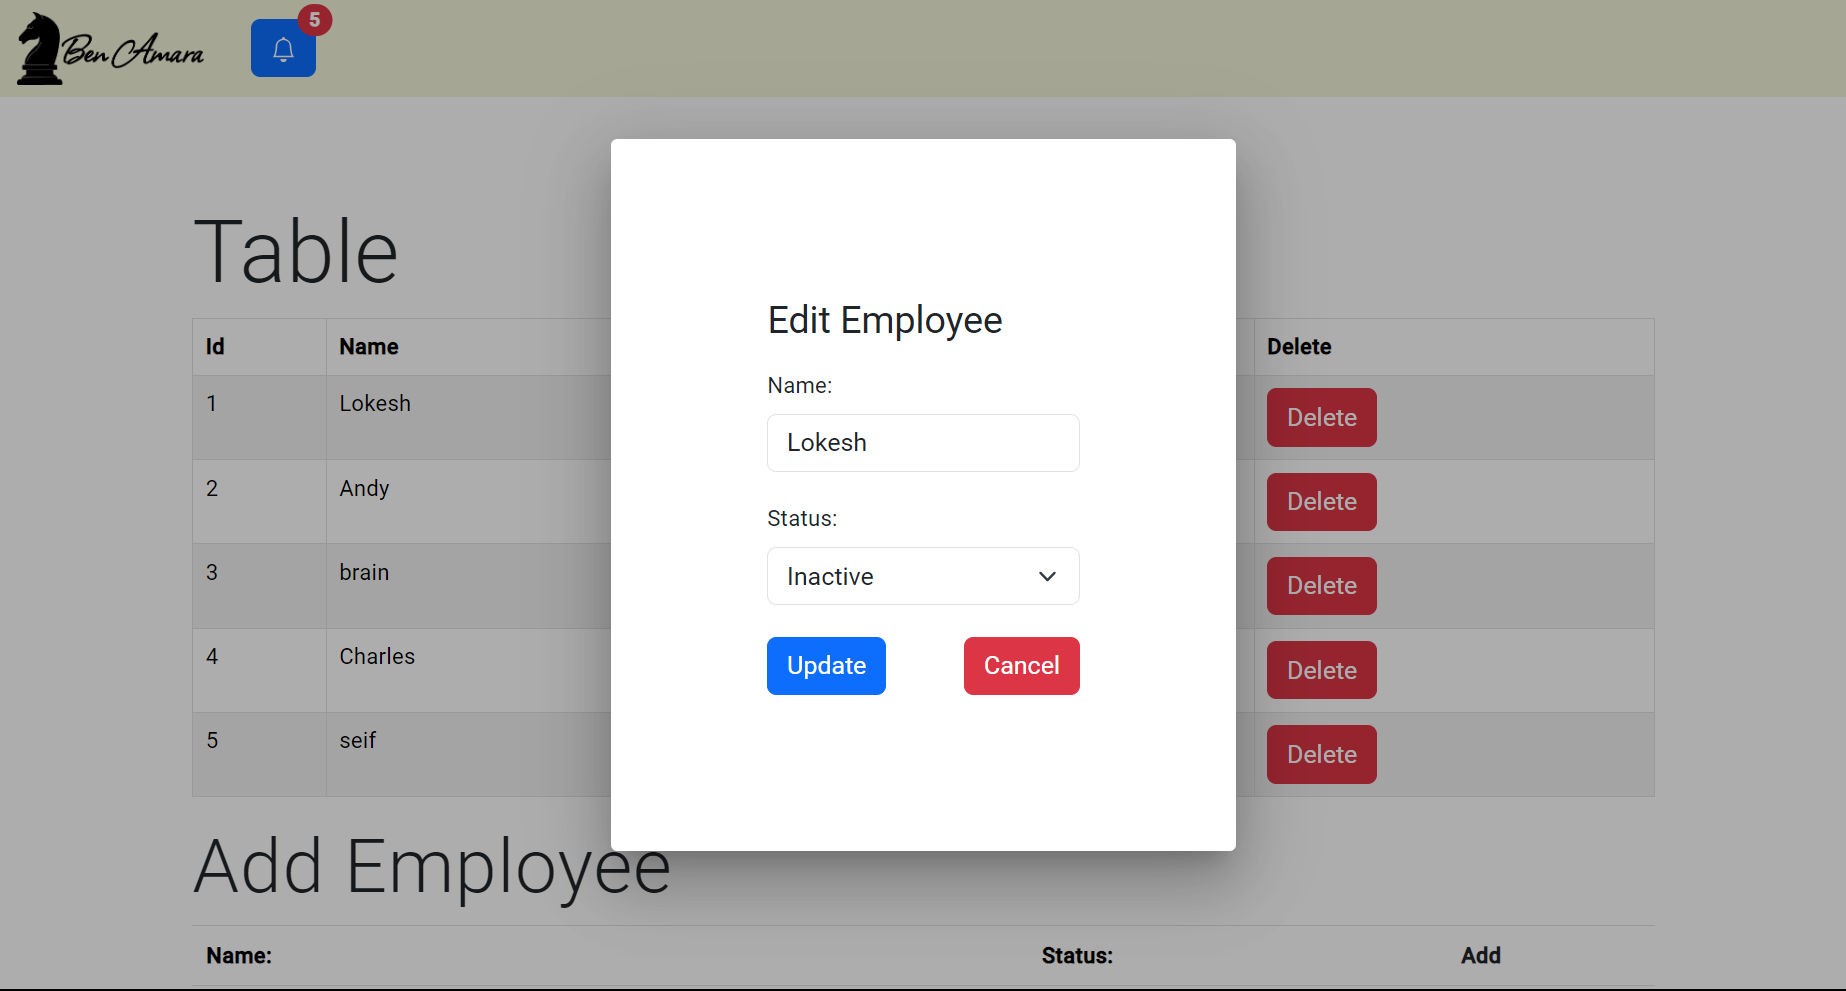 Ben Amara
5
Table
Id Name Delete
1 Lokesh Delete
2 Andy Delete
3 brain Delete
4 Charles Delete
5 seif Delete
Edit Employee
Name:
Lokesh
Status:
Inactive
Update Cancel
Add Employee
Name: Status: Add